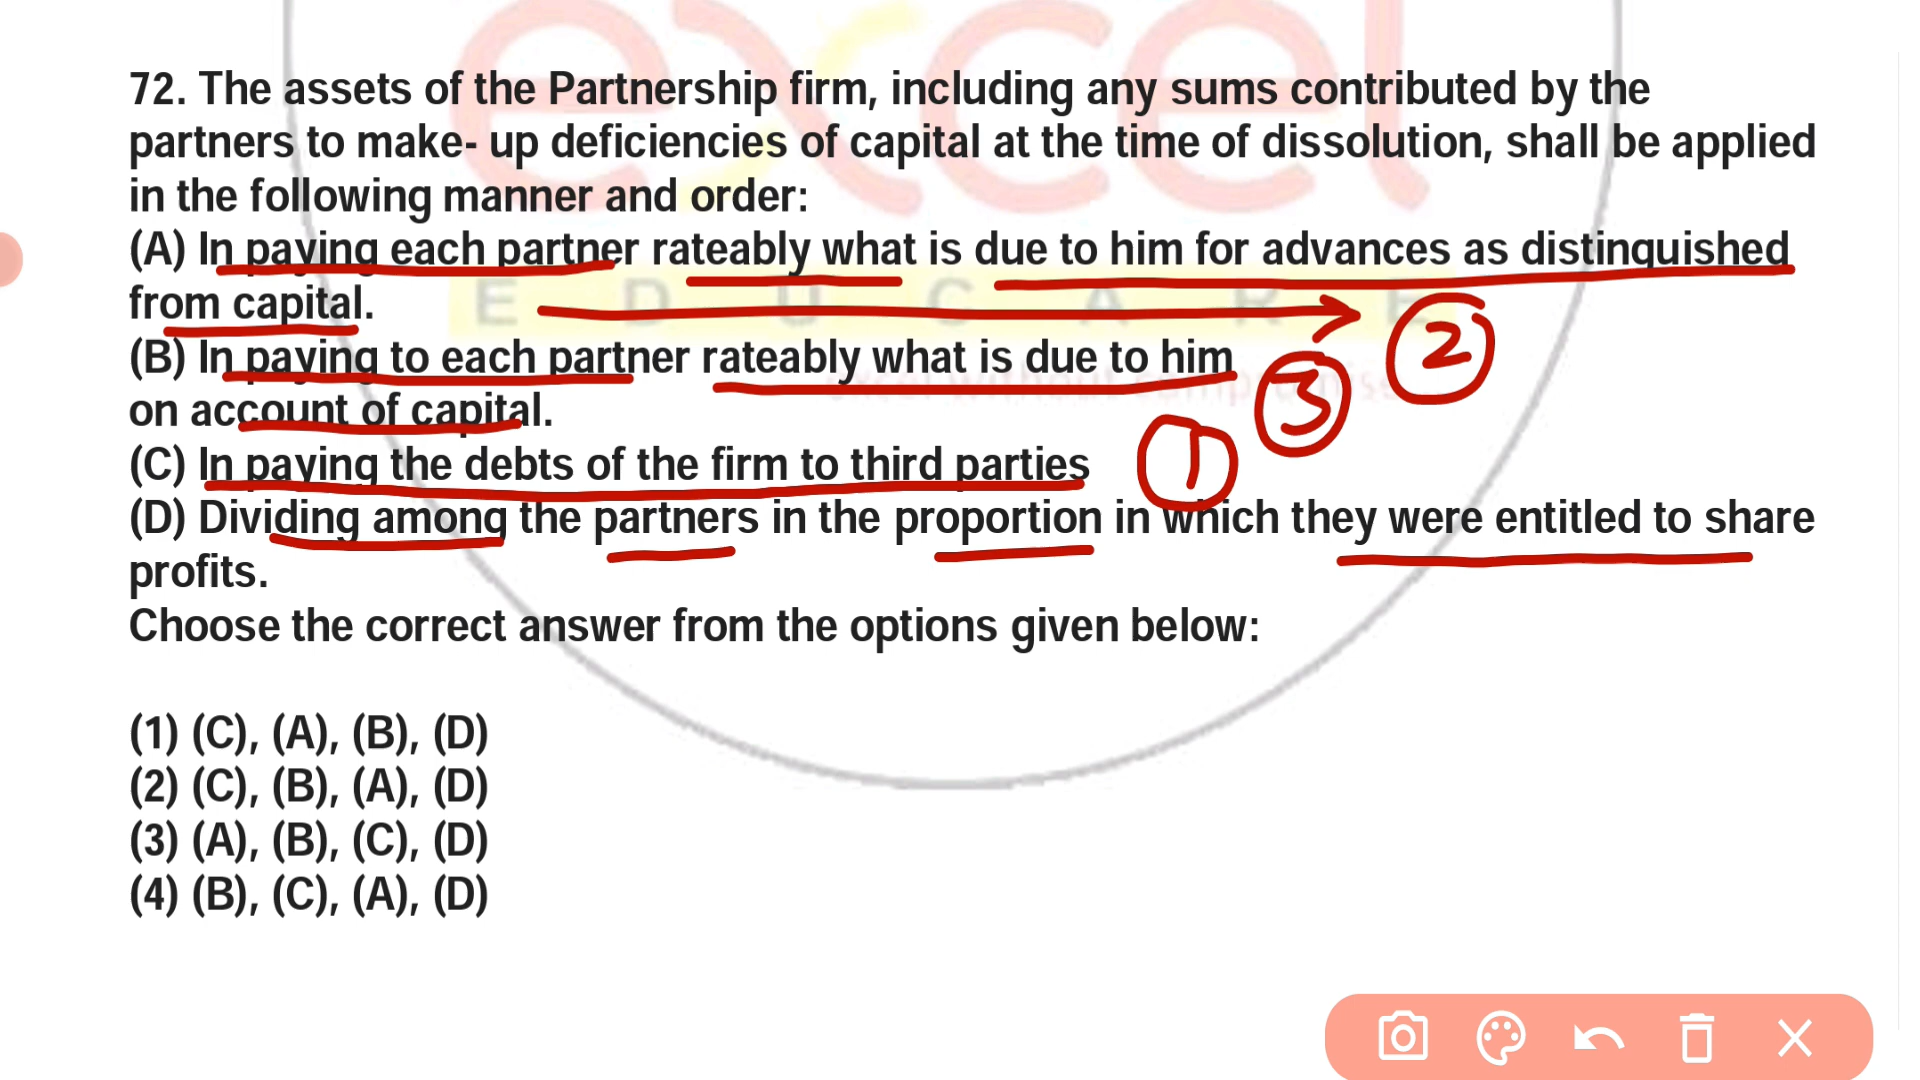 excel
72. The assets of the Partnership firm, including any sums contributed by the
partners to make- up deficiencies of capital at the time of dissolution, shall be applied
in the following manner and order:
(A) In paying each partner rateably what is due to him for advances as distinquished
from capital.
EDUCARE
2
(B) In paying to each partner rateably what is due to him
3
on account of capital.
(C) In paying the debts of the firm to third parties
1
(D) Dividing among the partners in the proportion in which they were entitled to share
profits.
Choose the correct answer from the options given below:
(1) (C), (A), (B), (D)
(2) (C), (B), (A), (D)
(3) (A), (B), (C), (D)
(4) (B), (C), (A), (D)